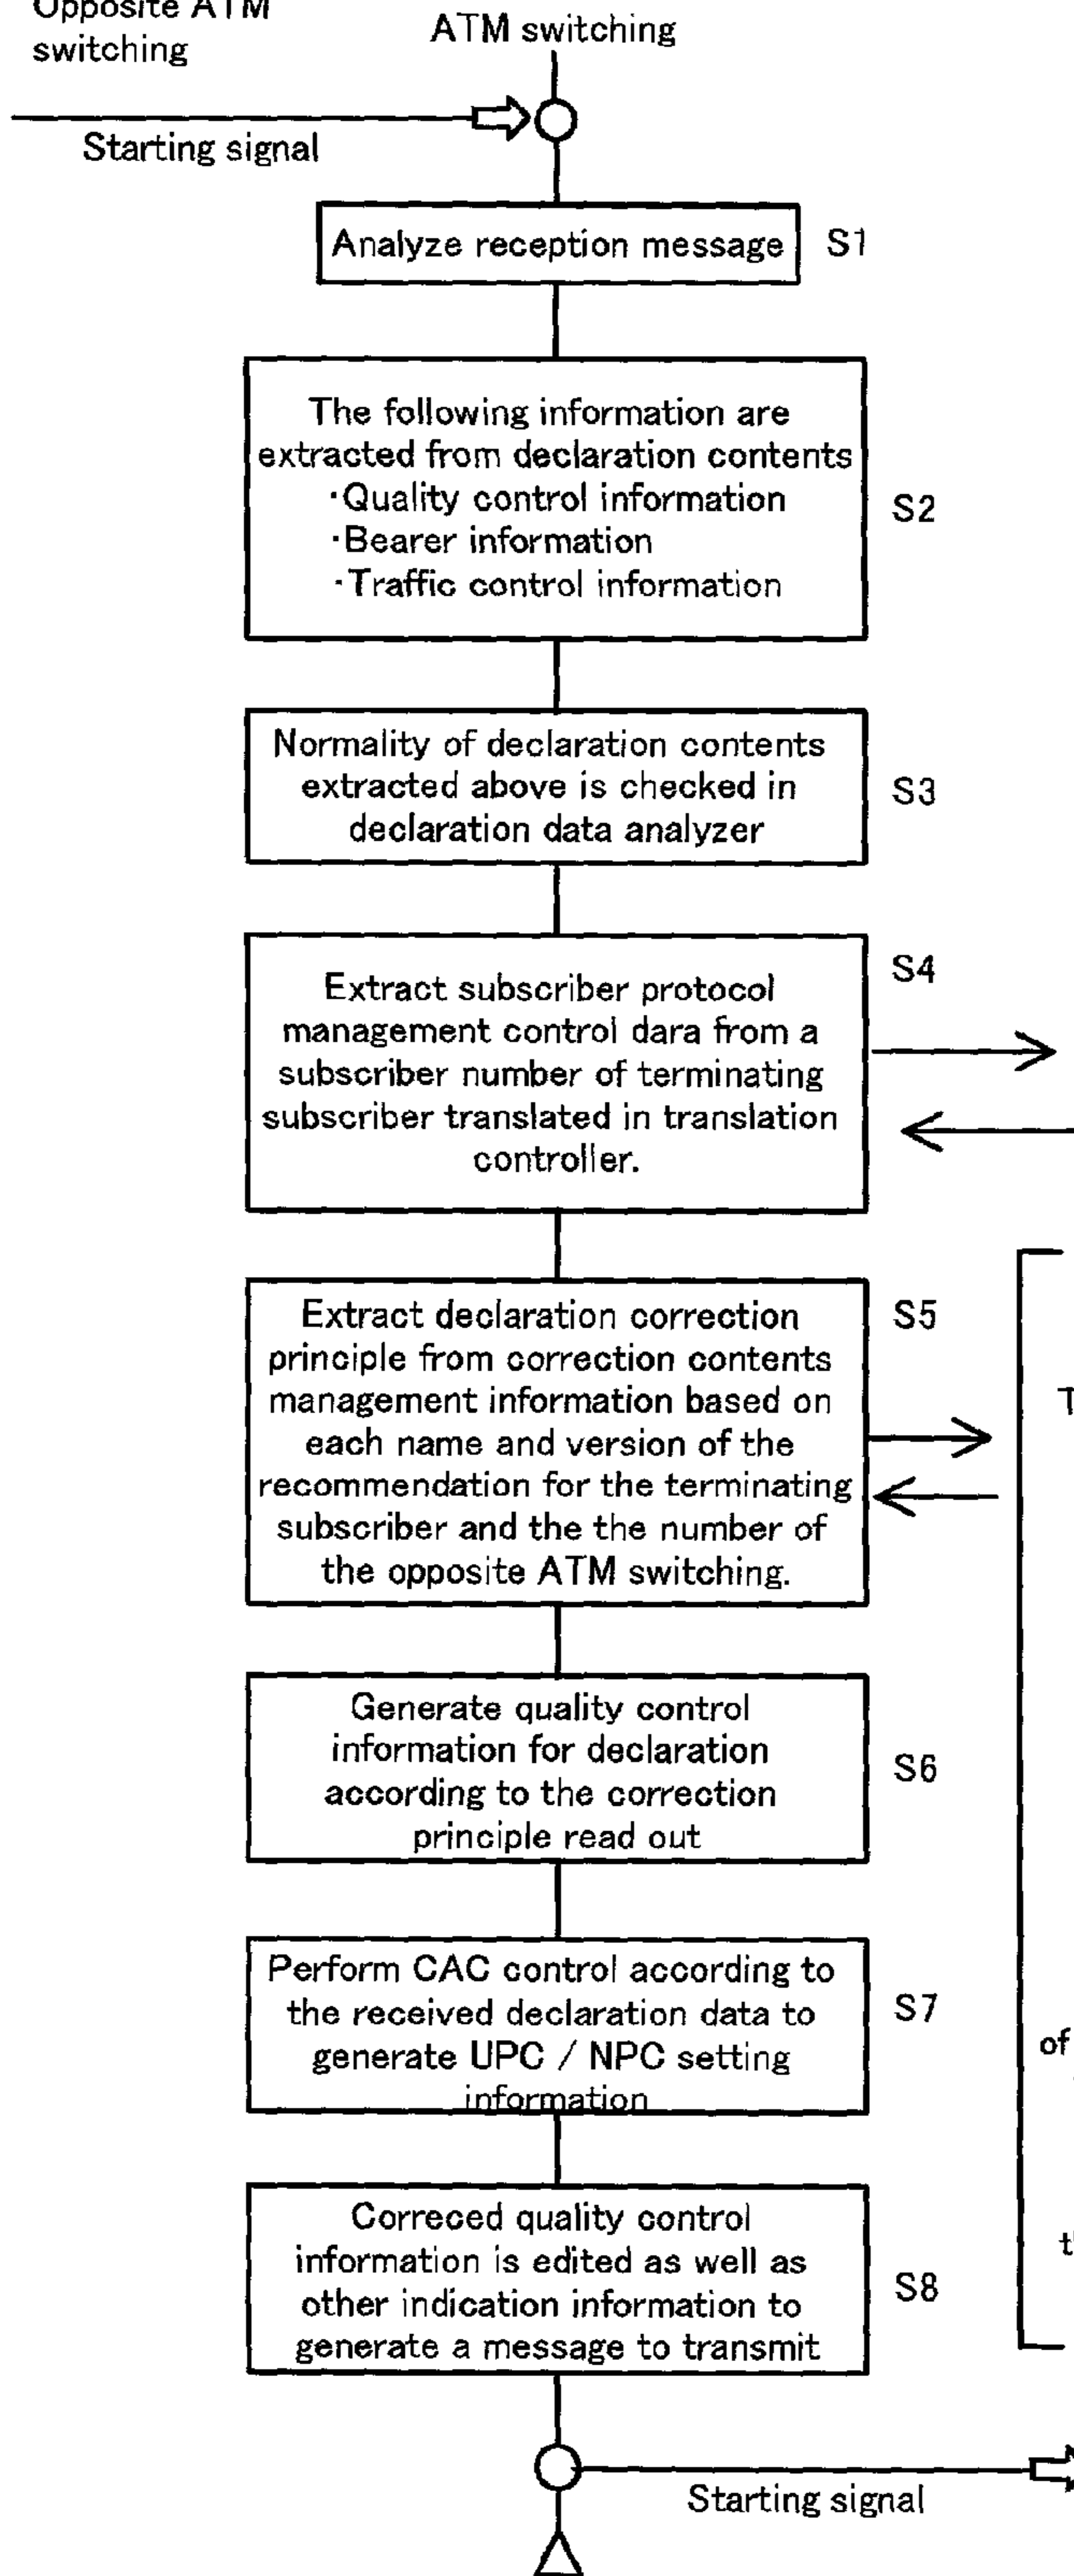 Opposite ATM
switching
ATM switching
Starting signal
Analyze reception message
S1
The following information are
extracted from declaration contents
・Quality control information
・Bearer information
・Traffic control information
S2
Normality of declaration contents
extracted above is checked in
declaration data analyzer
S3
Extract subscriber protocol
management control dara from a
subscriber number of terminating
subscriber translated in translation
controller.
S4
Extract declaration correction
principle from correction contents
management information based on
each name and version of the
recommendation for the terminating
subscriber and the the number of
the opposite ATM switching.
S5
T
Generate quality control
information for declaration
according to the correction
principle read out
S6
Perform CAC control according to
the received declaration data to
generate UPC / NPC setting
information
S7
of
Correced quality control
information is edited as well as
other indication information to
generate a message to transmit
S8
Starting signal